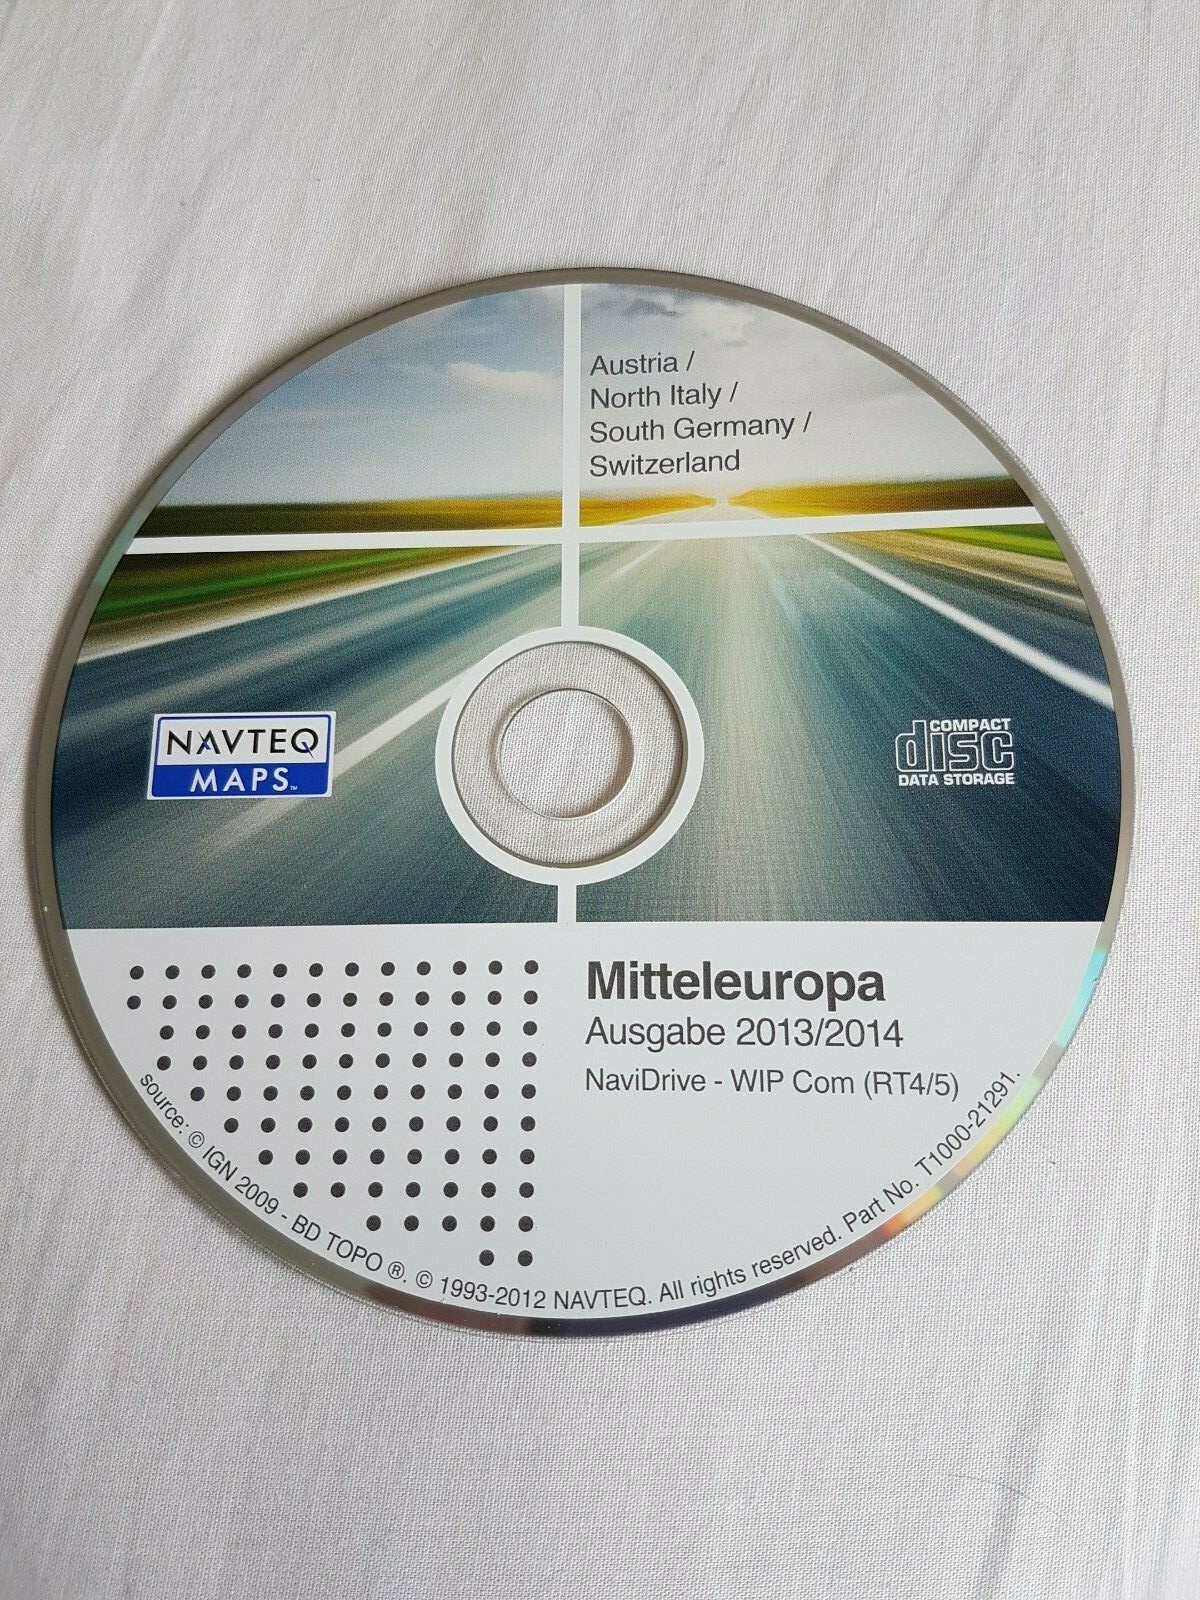 Austria /
North Italy /
South Germany /
Switzerland
NAVTEQ
MAPS™
COMPACT
disc
DATA STORAGE
Mitteleuropa
Ausgabe 2013/2014
NaviDrive - WIP Com (RT4/5)
source: © IGN 2009 - BD TOPO ®. © 1993-2012 NAVTEQ. All rights reserved. Part No. T1000-21291.